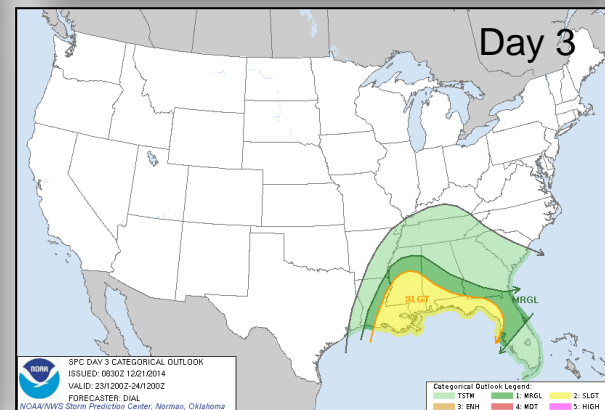 Day 3
SLGT
MRGL
NOAA
SPC DAY 3 CATEGORICAL OUTLOOK
ISSUED: 0830Z 12/21/2014
VALID: 23/1200Z-24/1200Z
FORECASTER: DIAL
NOAA/NWS Storm Prediction Center, Norman, Oklahoma
Categorical Outlook Legend:
TSTM 1: MRGL 2: SLGT
3: ENH 4: MDT 5: HIGH